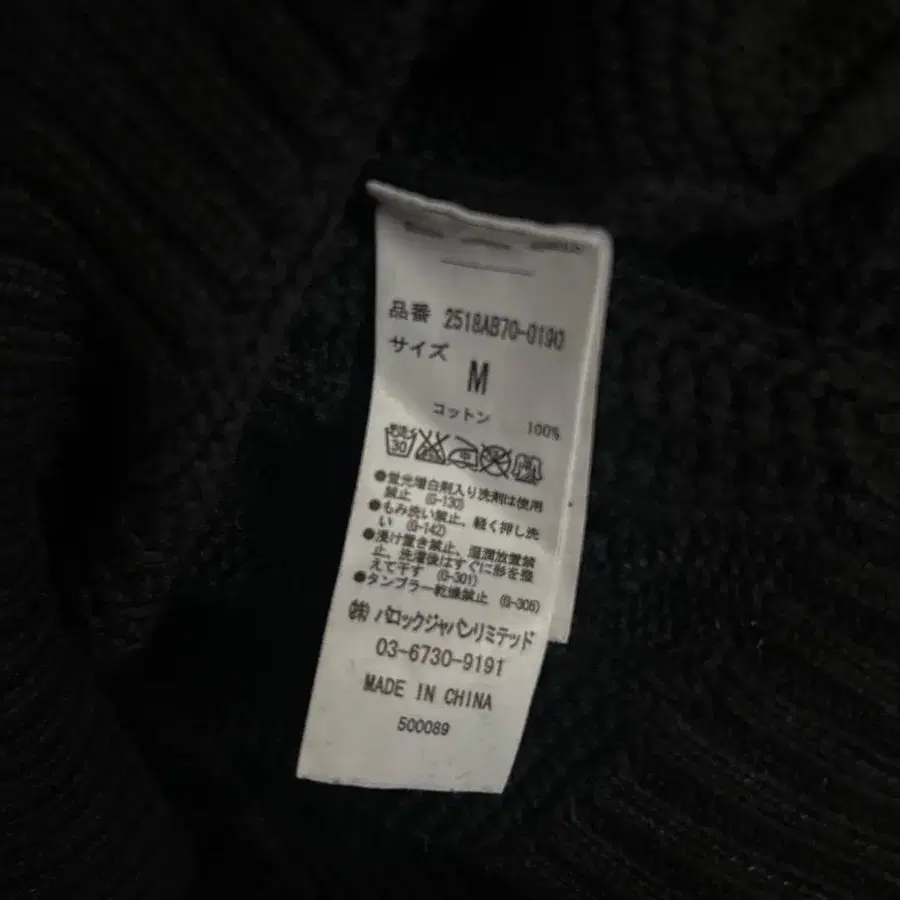 品番 2518AB70-0190
サイズ
M
コットン 100%
30 中
●蛍光増白剤入り洗剤は使用
禁止 (G-130)
●もみ洗い禁止、軽く押し洗
い (G-142)
●浸け置き禁止、湿潤放置禁
止、洗濯後はすぐに形を整
えて干す (G-301)
●タンブラー乾燥禁止 (G-305)
㈱バロックジャパンリミテッド
03-6730-9191
MADE IN CHINA
500089